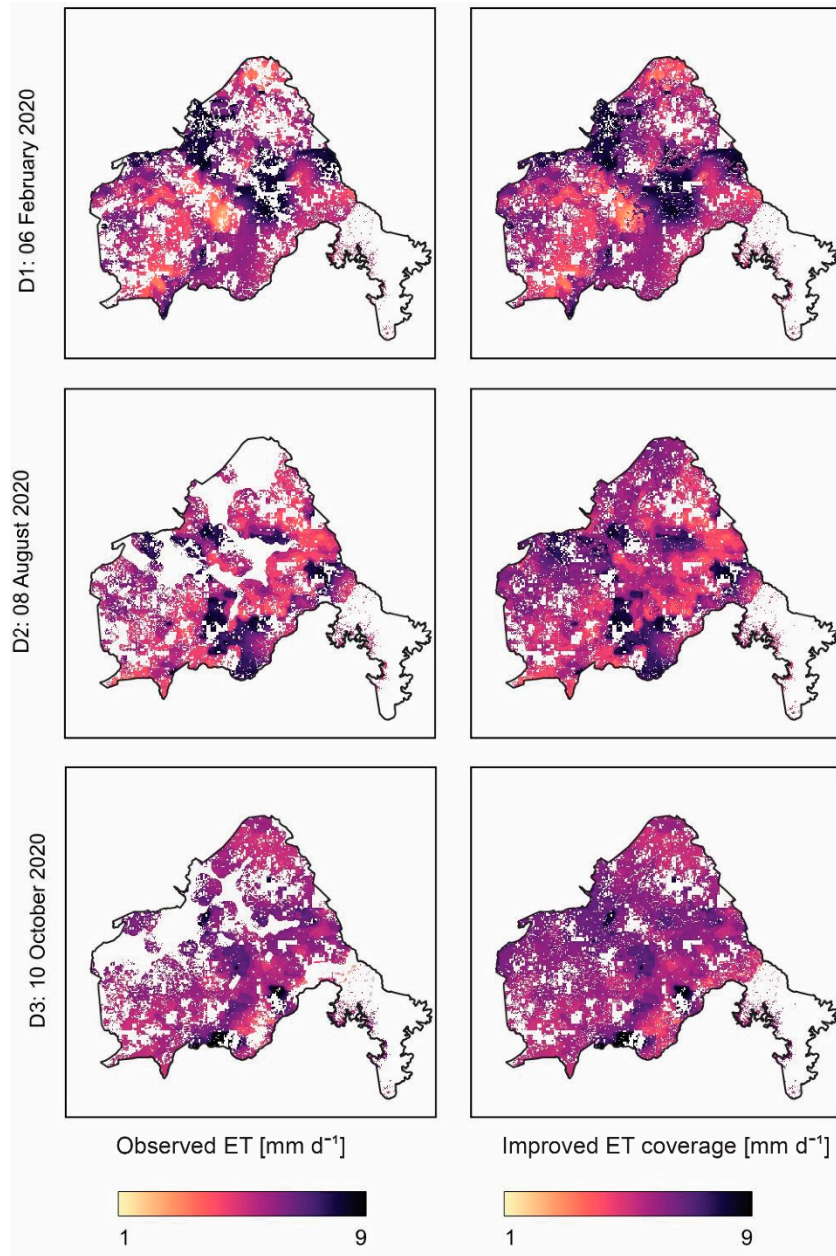 D1: 06 February 2020
D2: 08 August 2020
D3: 10 October 2020
Observed ET [mm d⁻¹]
Improved ET coverage [mm d⁻¹]
1 9
1 9